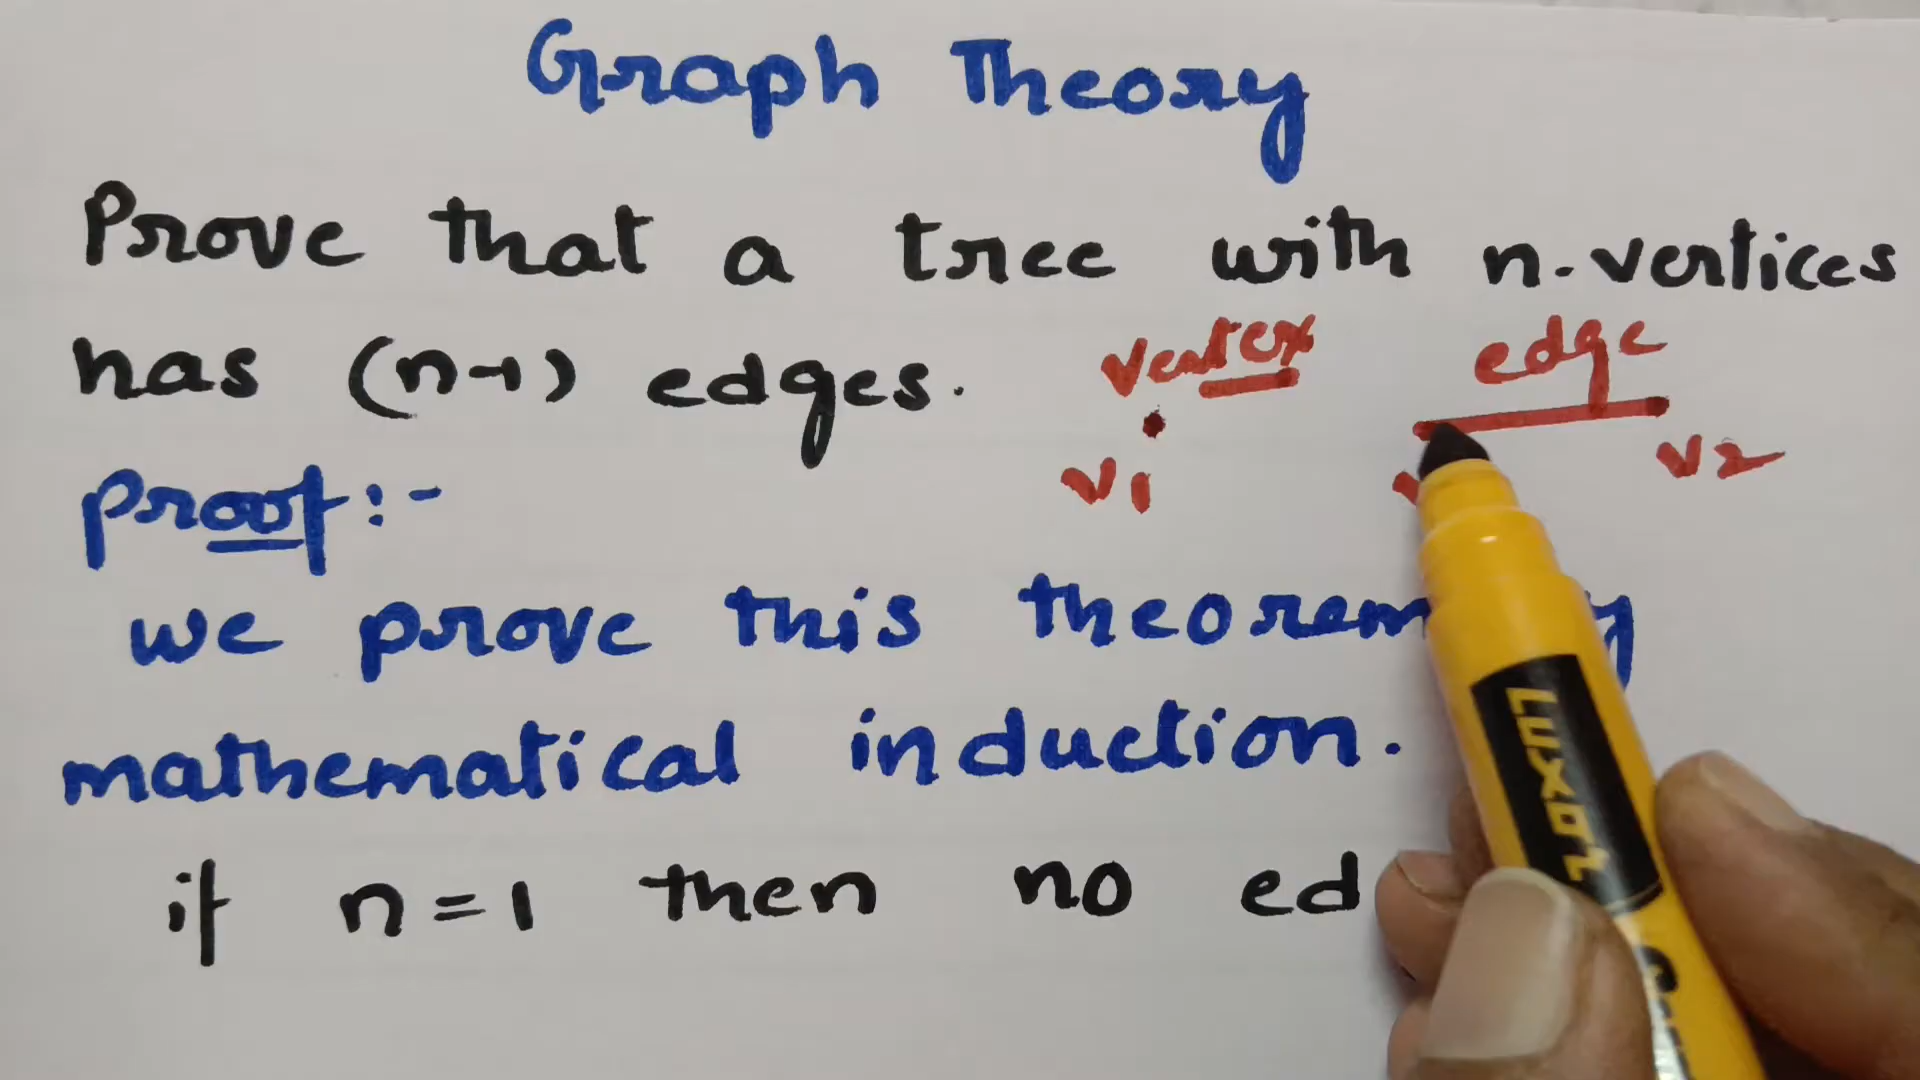 Graph Theory
Prove that a tree with n-vertices
has (n-1) edges.
vertex edge
v1 v2
Proof:-
we prove this theorem
mathematical induction.
if n=1 then no ed
LEXar